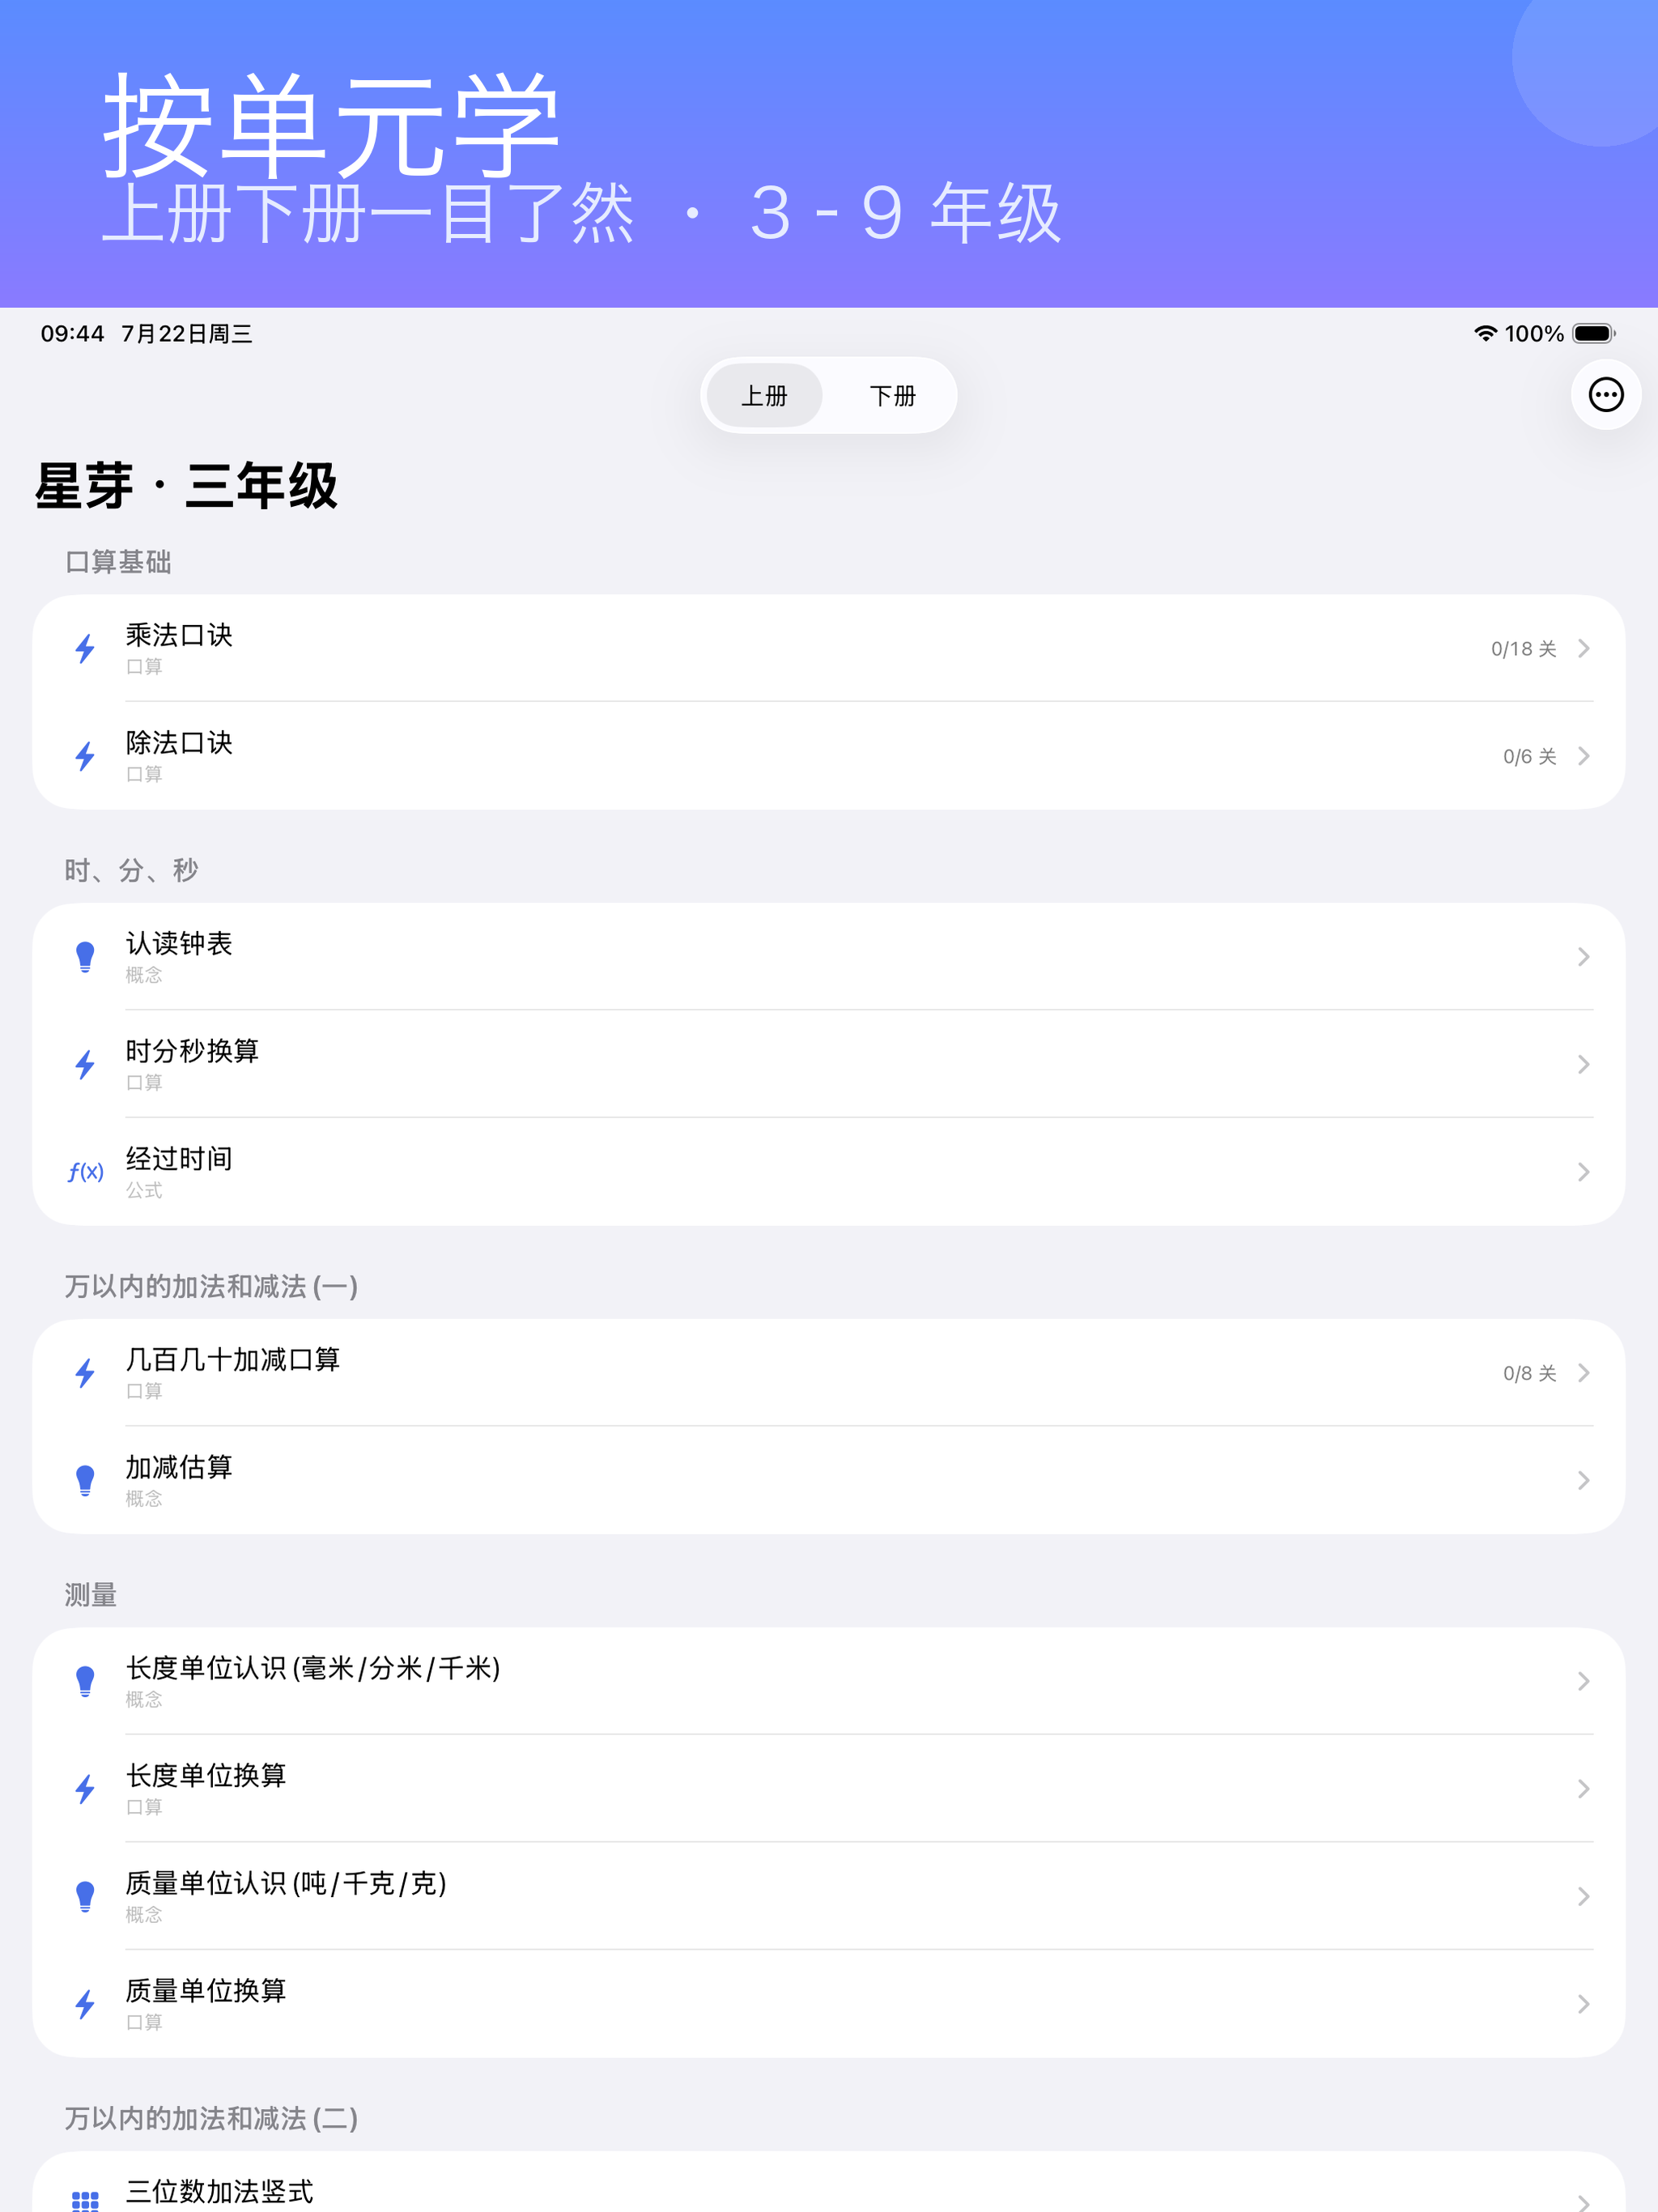 按单元学
上册下册一目了然 · 3-9 年级
09:44 7月22日周三
100%
上册 下册
星芽 · 三年级
口算基础
乘法口诀
口算
0/18 关
除法口诀
口算
0/6 关
时、分、秒
认读钟表
概念
时分秒换算
口算
f(x)
经过时间
公式
万以内的加法和减法 (一)
几百几十加减口算
口算
0/8 关
加减估算
概念
测量
长度单位认识 (毫米/分米/千米)
概念
长度单位换算
口算
质量单位认识 (吨/千克/克)
概念
质量单位换算
口算
万以内的加法和减法 (二)
三位数加法竖式